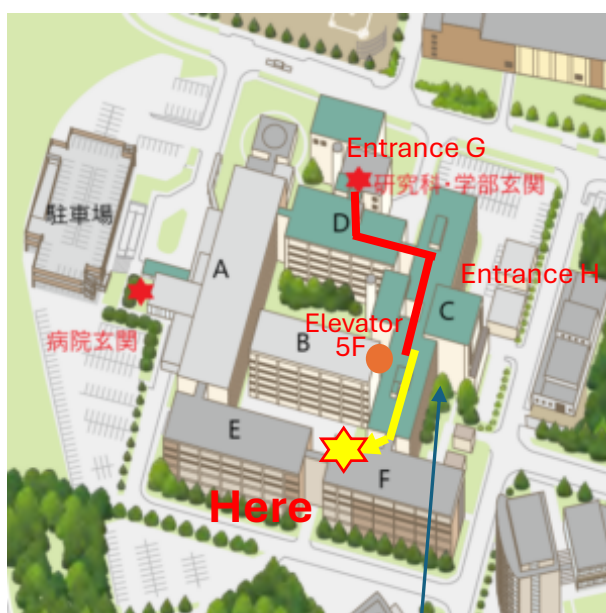 Entrance G
研究科・学部玄関
駐車場
D
A
Entrance H
C
Elevator
5F
B
病院玄関
E
F
Here